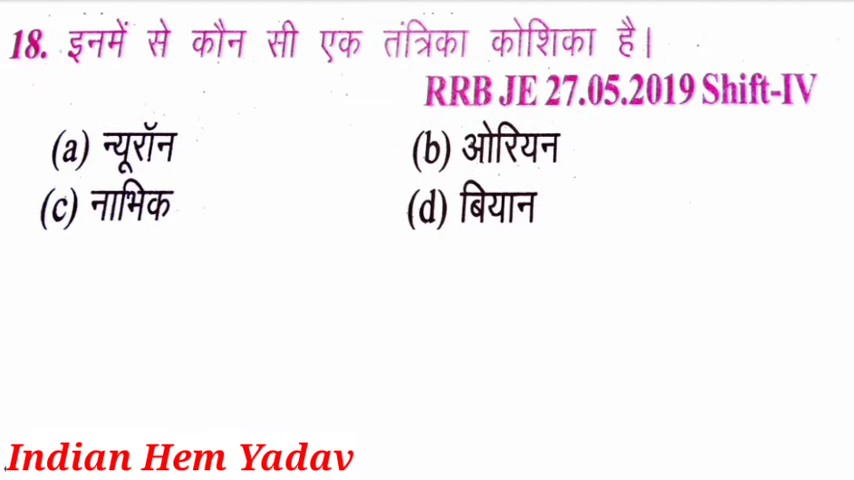 18. इनमें से कौन सी एक तंत्रिका कोशिका है।
RRB JE 27.05.2019 Shift-IV
(a) न्यूरॉन (b) ओरियन
(c) नाभिक (d) बियान
Indian Hem Yadav